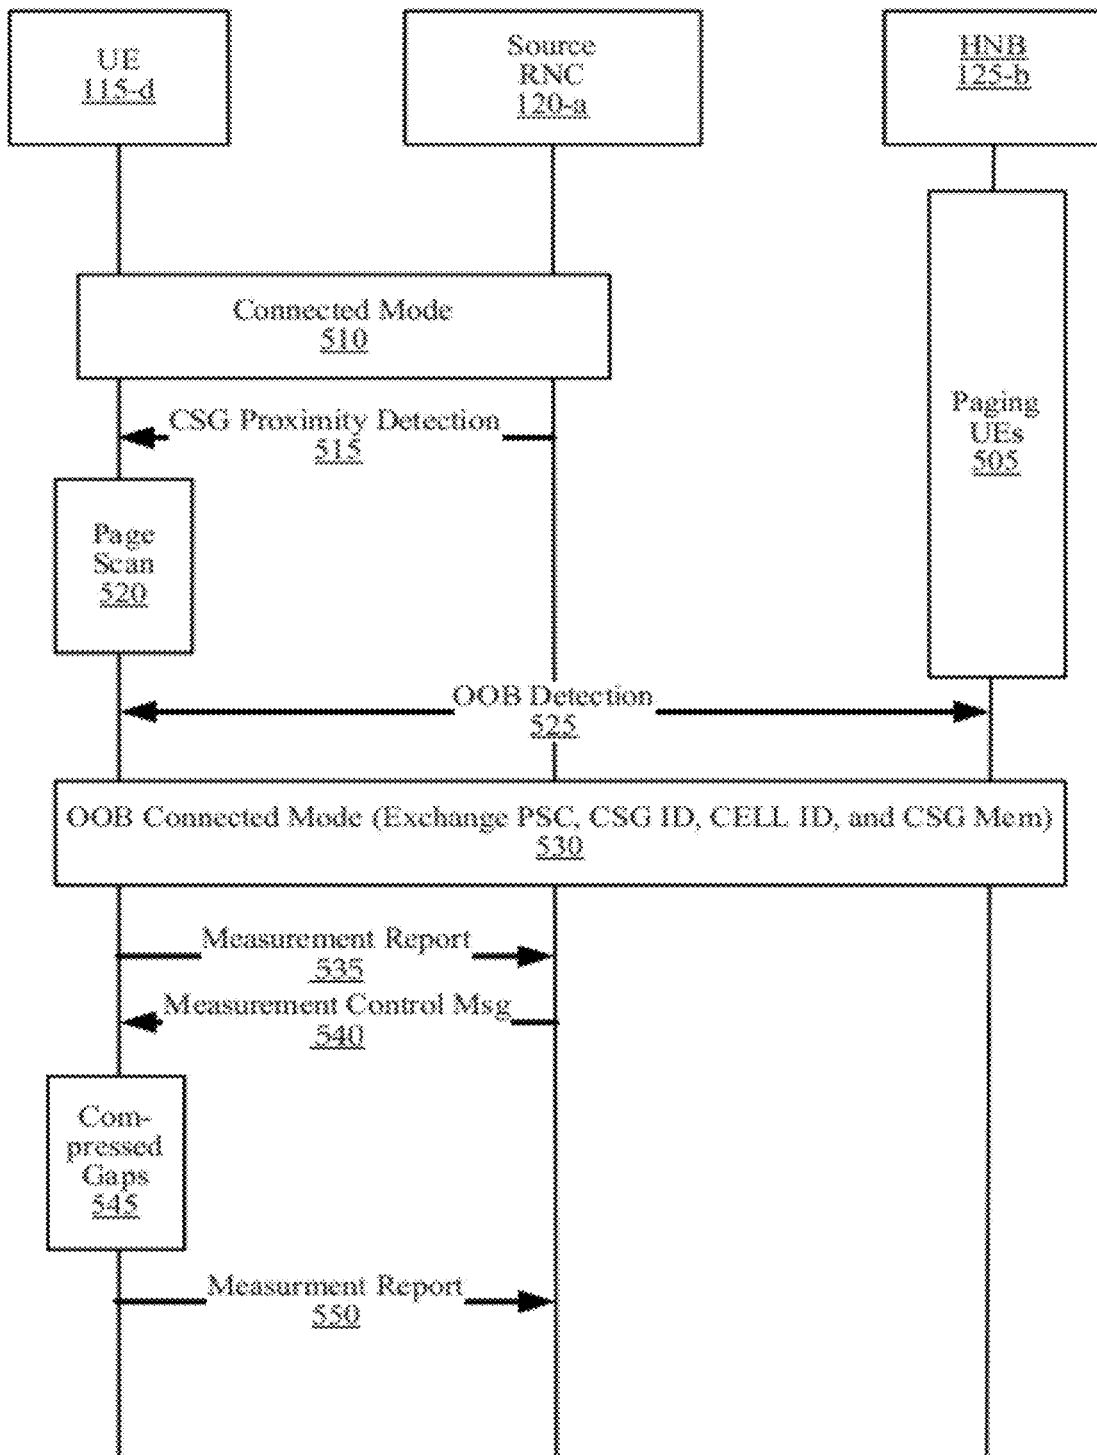 UE
115-d
Source
RNC
120-a
HNB
125-b
Connected Mode
510
CSG Proximity Detection
515
Paging
UEs
505
Page
Scan
520
OOB Detection
525
OOB Connected Mode (Exchange PSC, CSG ID, CELL ID, and CSG Mem)
530
Measurement Report
535
Measurement Control Msg
540
Com-
pressed
Gaps
545
Measurment Report
550